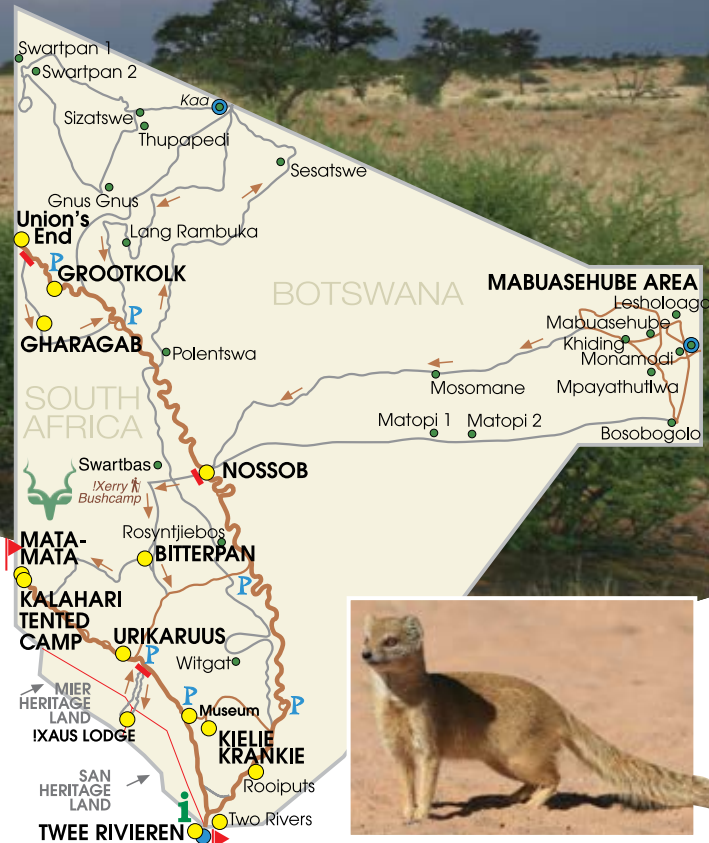 Swartpan 1
Swartpan 2
Kaa
Sizatswe
Thupapedi
Sesatswe
Gnus Gnus
Union's
End
Lang Rambuka
P
GROOTKOLK
BOTSWANA
MABUASEHUBE AREA
Lesholoago
P
Mabuasehube
GHARAGAB
Khiding
Monamodi
Polentswa
Mosomane
Mpayathutlwa
SOUTH
AFRICA
Matopi 1
Matopi 2
Bosobogolo
Swartbas
NOSSOB
!Xerry
Bushcamp
Rosyntjiebos
MATA-
MATA
BITTERPAN
P
KALAHARI
TENTED
CAMP
URIKARUUS
P
Witgat
MIER
HERITAGE
LAND
P
Museum
P
!XAUS LODGE
KIELIE
KRANKIE
SAN
HERITAGE
LAND
Rooiputs
i
TWEE RIVIEREN
Two Rivers